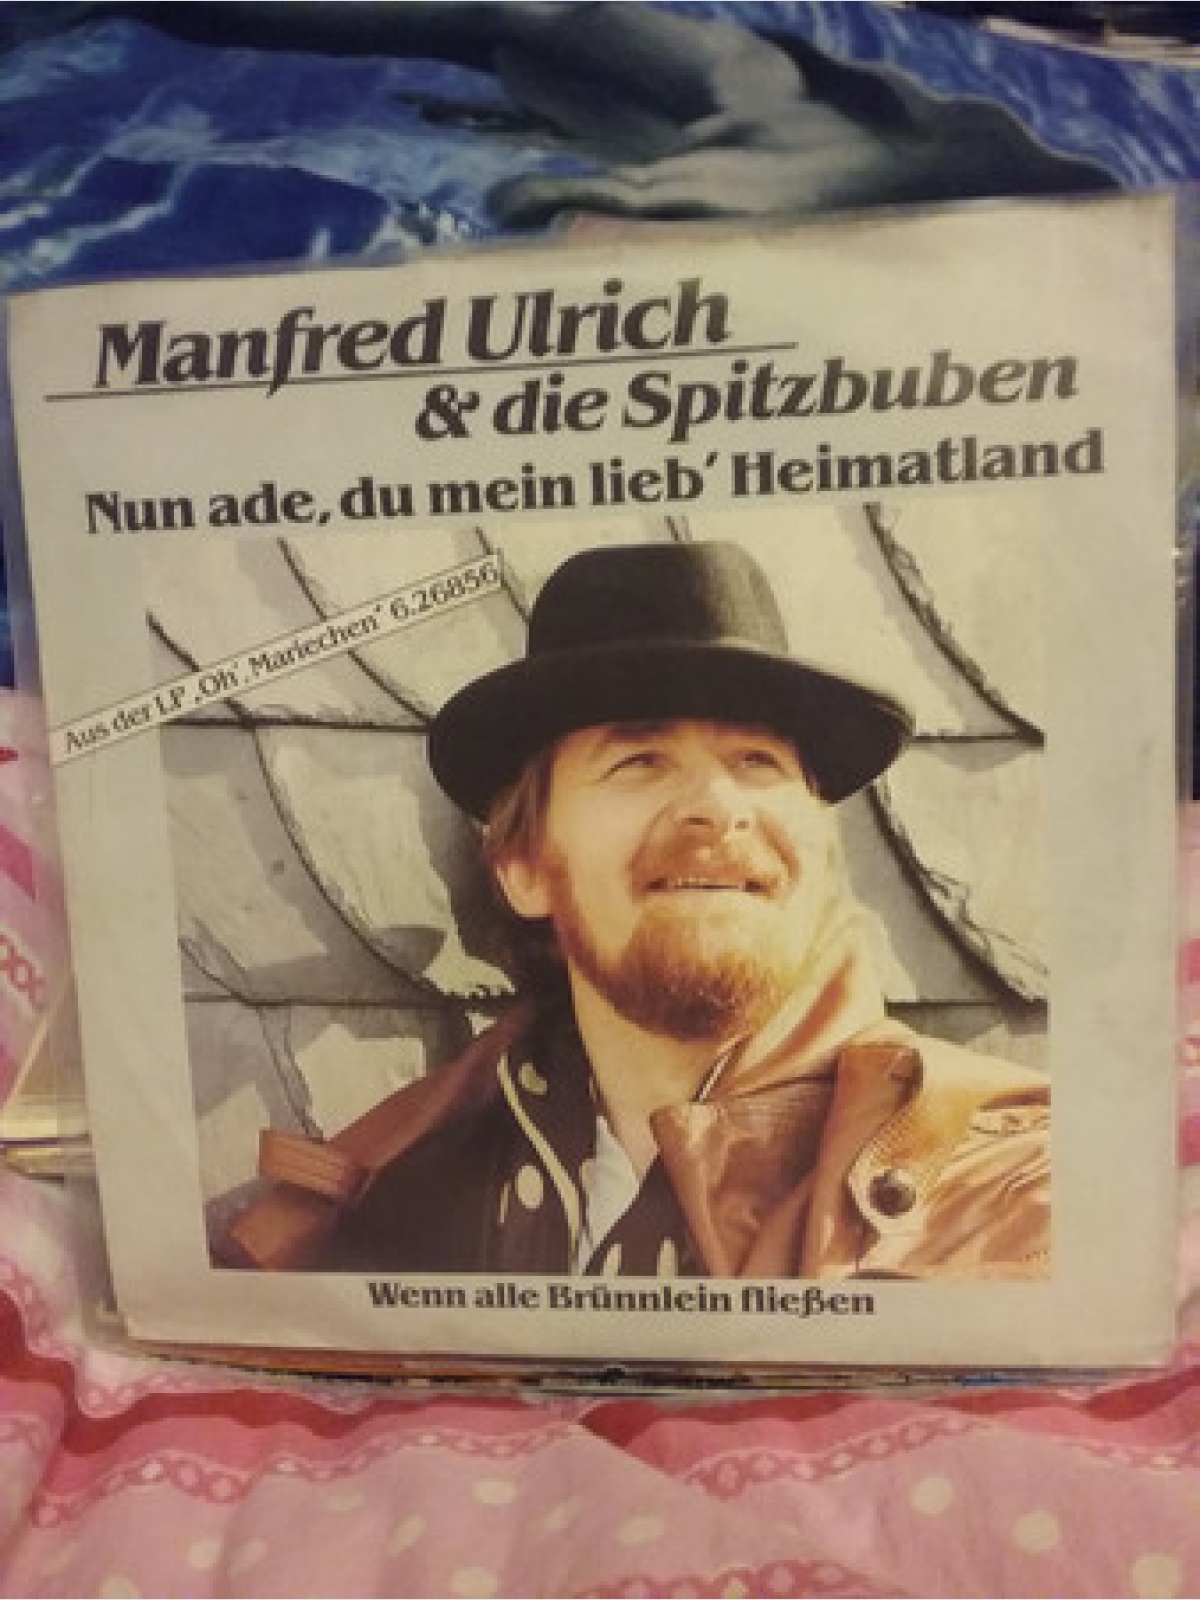 Manfred Ulrich
& die Spitzbuben
Nun ade, du mein lieb' Heimatland
Aus der LP ‚Oh', Mariechen' 6.26856
Wenn alle Brünnlein fließen